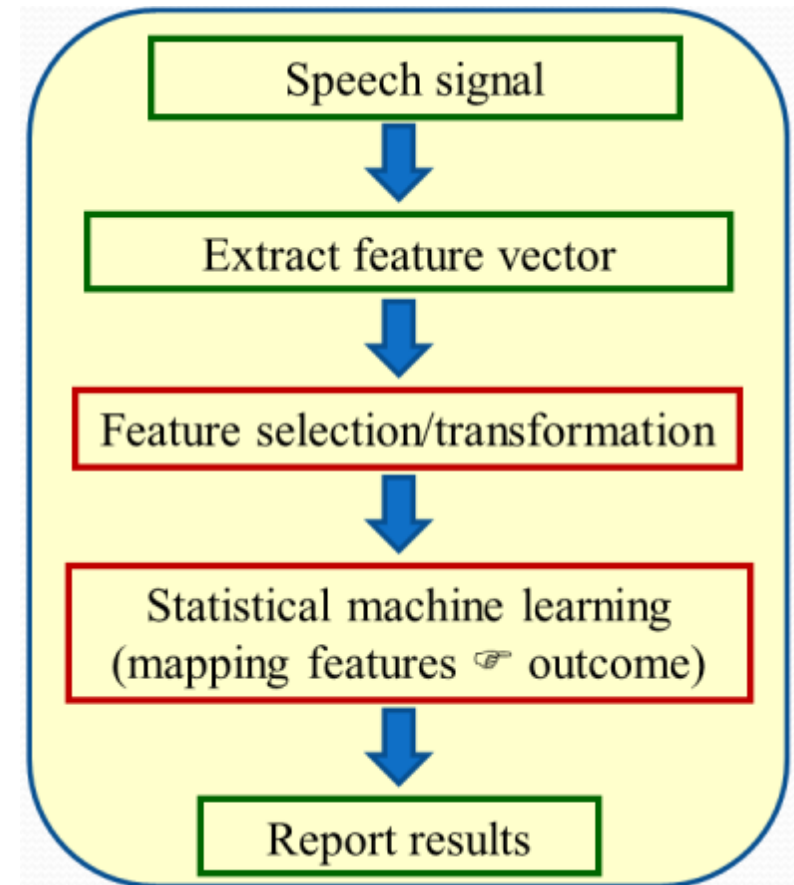 Speech signal
Extract feature vector
Feature selection/transformation
Statistical machine learning
(mapping features ☞ outcome)
Report results